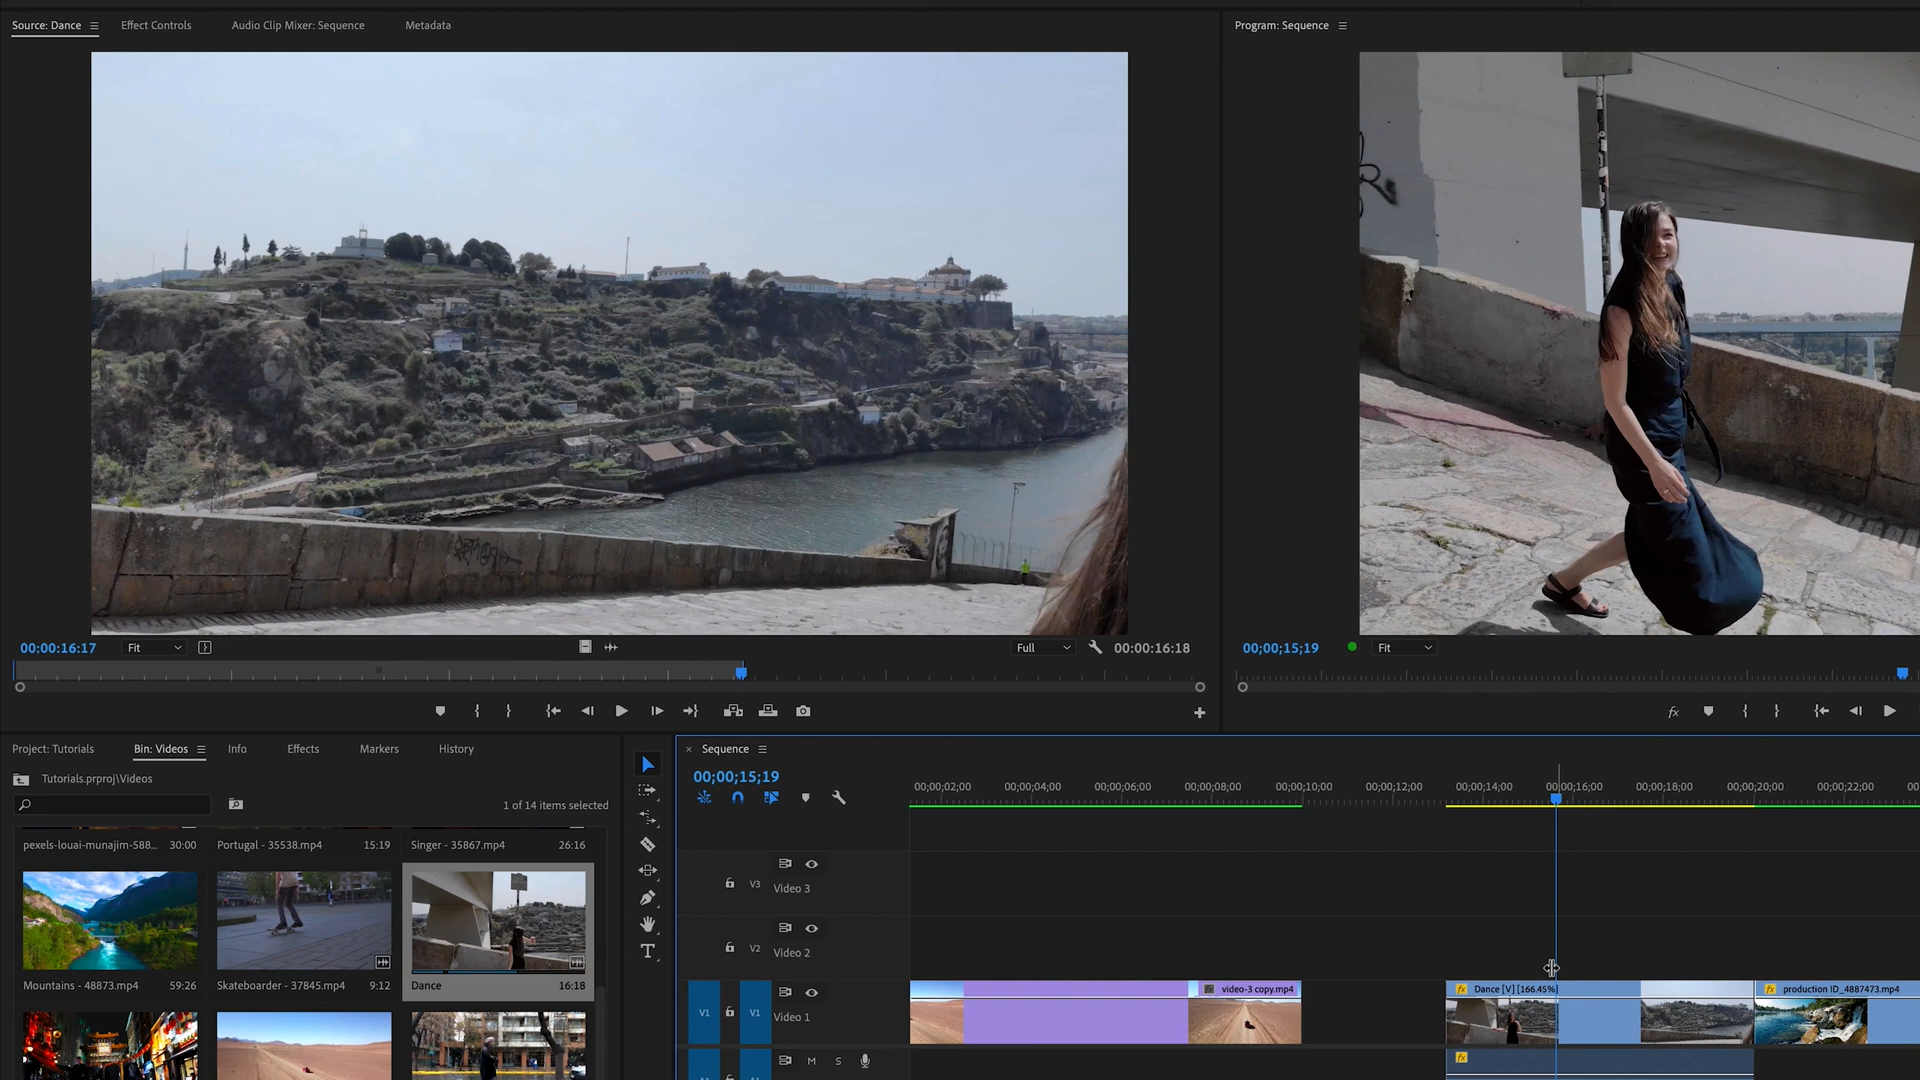 Source: Dance
Effect Controls
Audio Clip Mixer: Sequence
Metadata
Program: Sequence
00:00:16:17
Fit
Full
00:00:16:18
00;00;15;19
Fit
fx
Project: Tutorials
Bin: Videos
Info
Effects
Markers
History
Tutorials.prproj\Videos
1 of 14 items selected
pexels-louai-munajim-588... 30:00
Portugal - 35538.mp4 15:19
Singer - 35867.mp4 26:16
Mountains - 48873.mp4 59:26
Skateboarder - 37845.mp4 9:12
Dance 16:18
× Sequence
00;00;15;19
00;00;02;00
00;00;04;00
00;00;06;00
00;00;08;00
00;00;10;00
00;00;12;00
00;00;14;00
00;00;16;00
00;00;18;00
00;00;20;00
00;00;22;00
V3 Video 3
V2 Video 2
V1 V1 Video 1
fx video-3 copy.mp4
fx Dance [V] [166.45%]
fx production ID_4887473.mp4
M S
fx